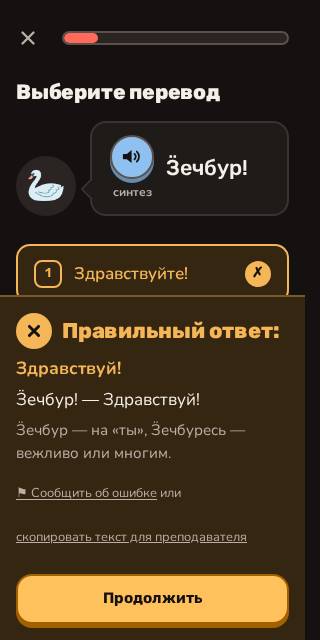 Выберите перевод
синтез
Ӟечбур!
1 Здравствуйте!
Правильный ответ:
Здравствуй!
Ӟечбур! — Здравствуй!
Ӟечбур — на «ты», Ӟечбуресь —
вежливо или многим.
Сообщить об ошибке или
скопировать текст для преподавателя
Продолжить